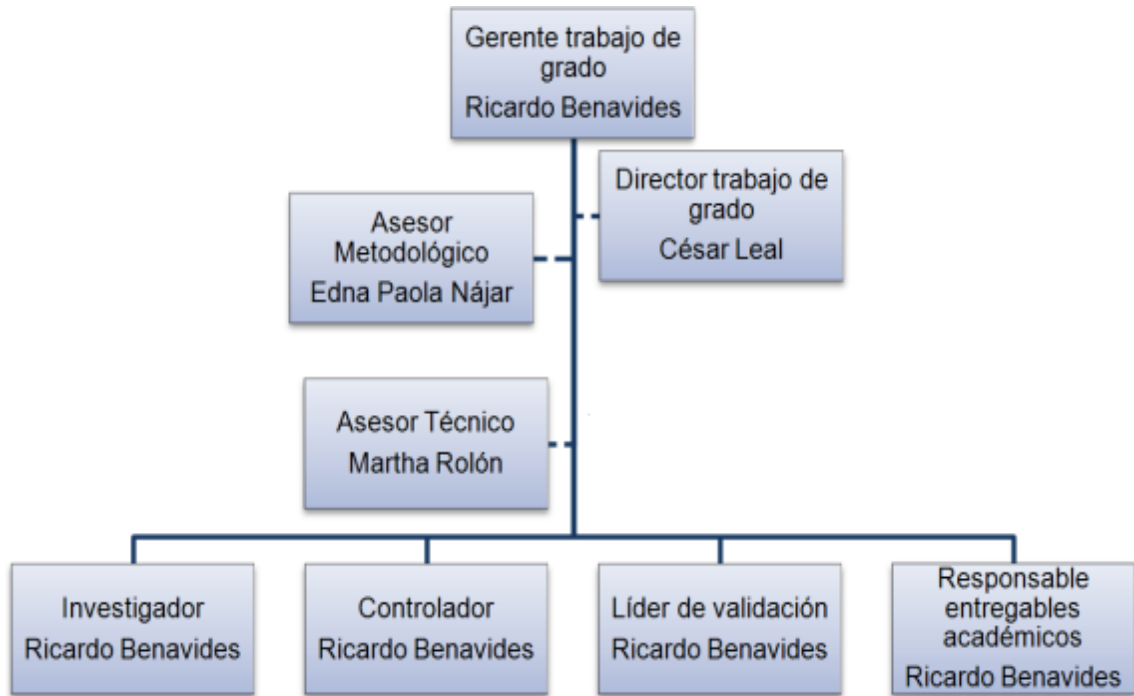 Gerente trabajo de
grado
Ricardo Benavides
Director trabajo de
grado
César Leal
Asesor
Metodológico
Edna Paola Nájar
Asesor Técnico
Martha Rolón
Investigador
Ricardo Benavides
Controlador
Ricardo Benavides
Líder de validación
Ricardo Benavides
Responsable
entregables
académicos
Ricardo Benavides